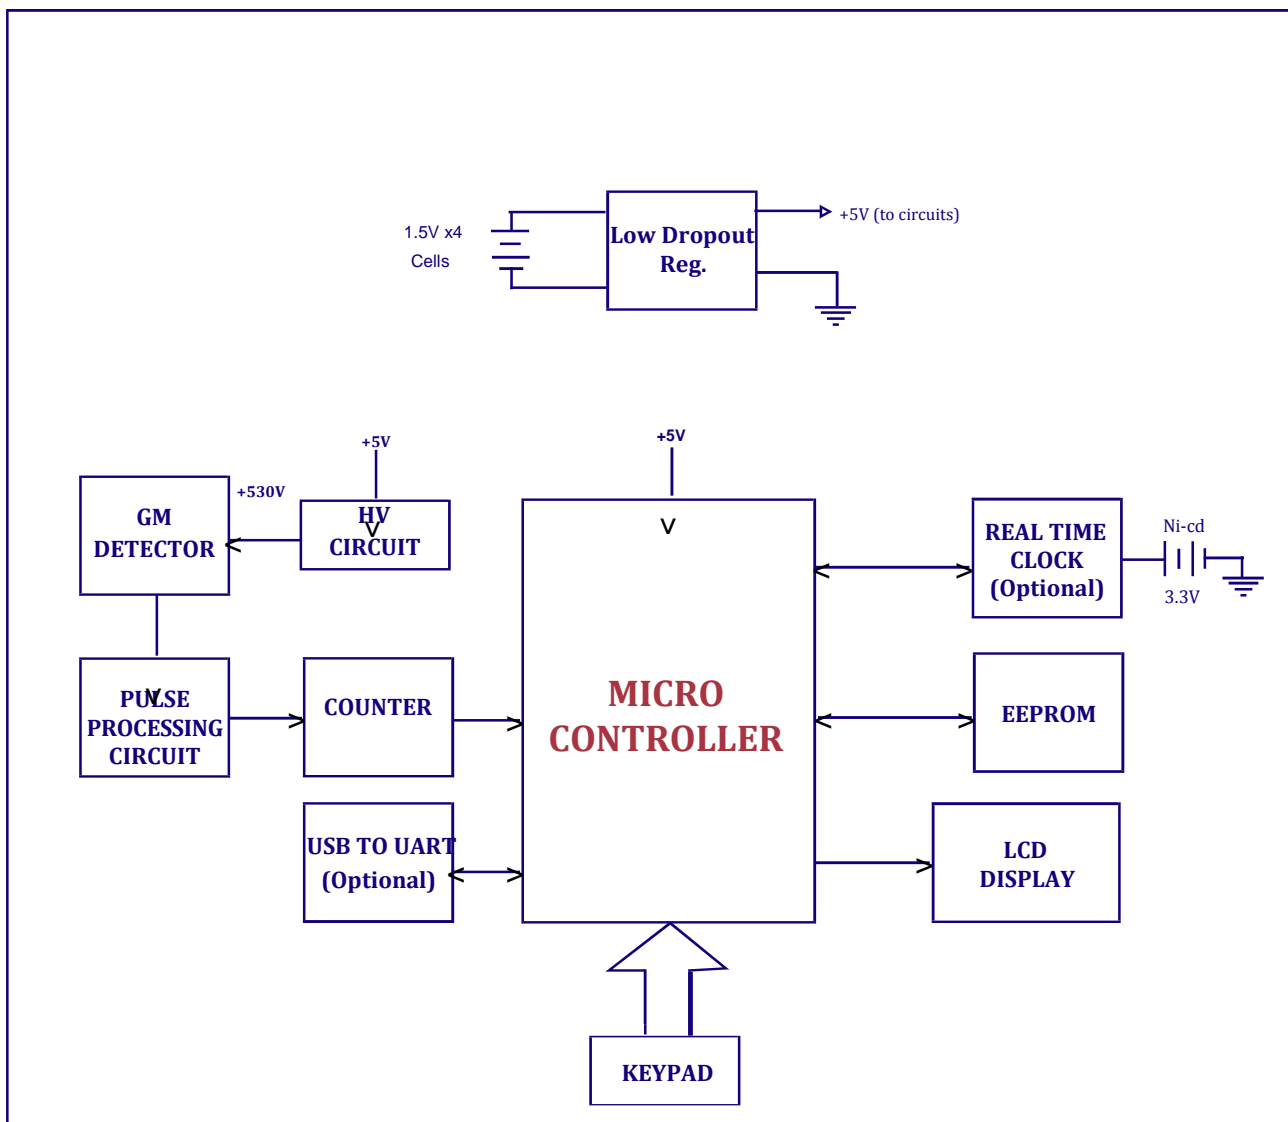 1.5V x4
Cells
Low Dropout
Reg.
+5V (to circuits)
+5V
+5V
GM
DETECTOR
+530V
HV
CIRCUIT
REAL TIME
CLOCK
(Optional)
Ni-cd
3.3V
PULSE
PROCESSING
CIRCUIT
COUNTER
MICRO
CONTROLLER
EEPROM
USB TO UART
(Optional)
LCD
DISPLAY
KEYPAD